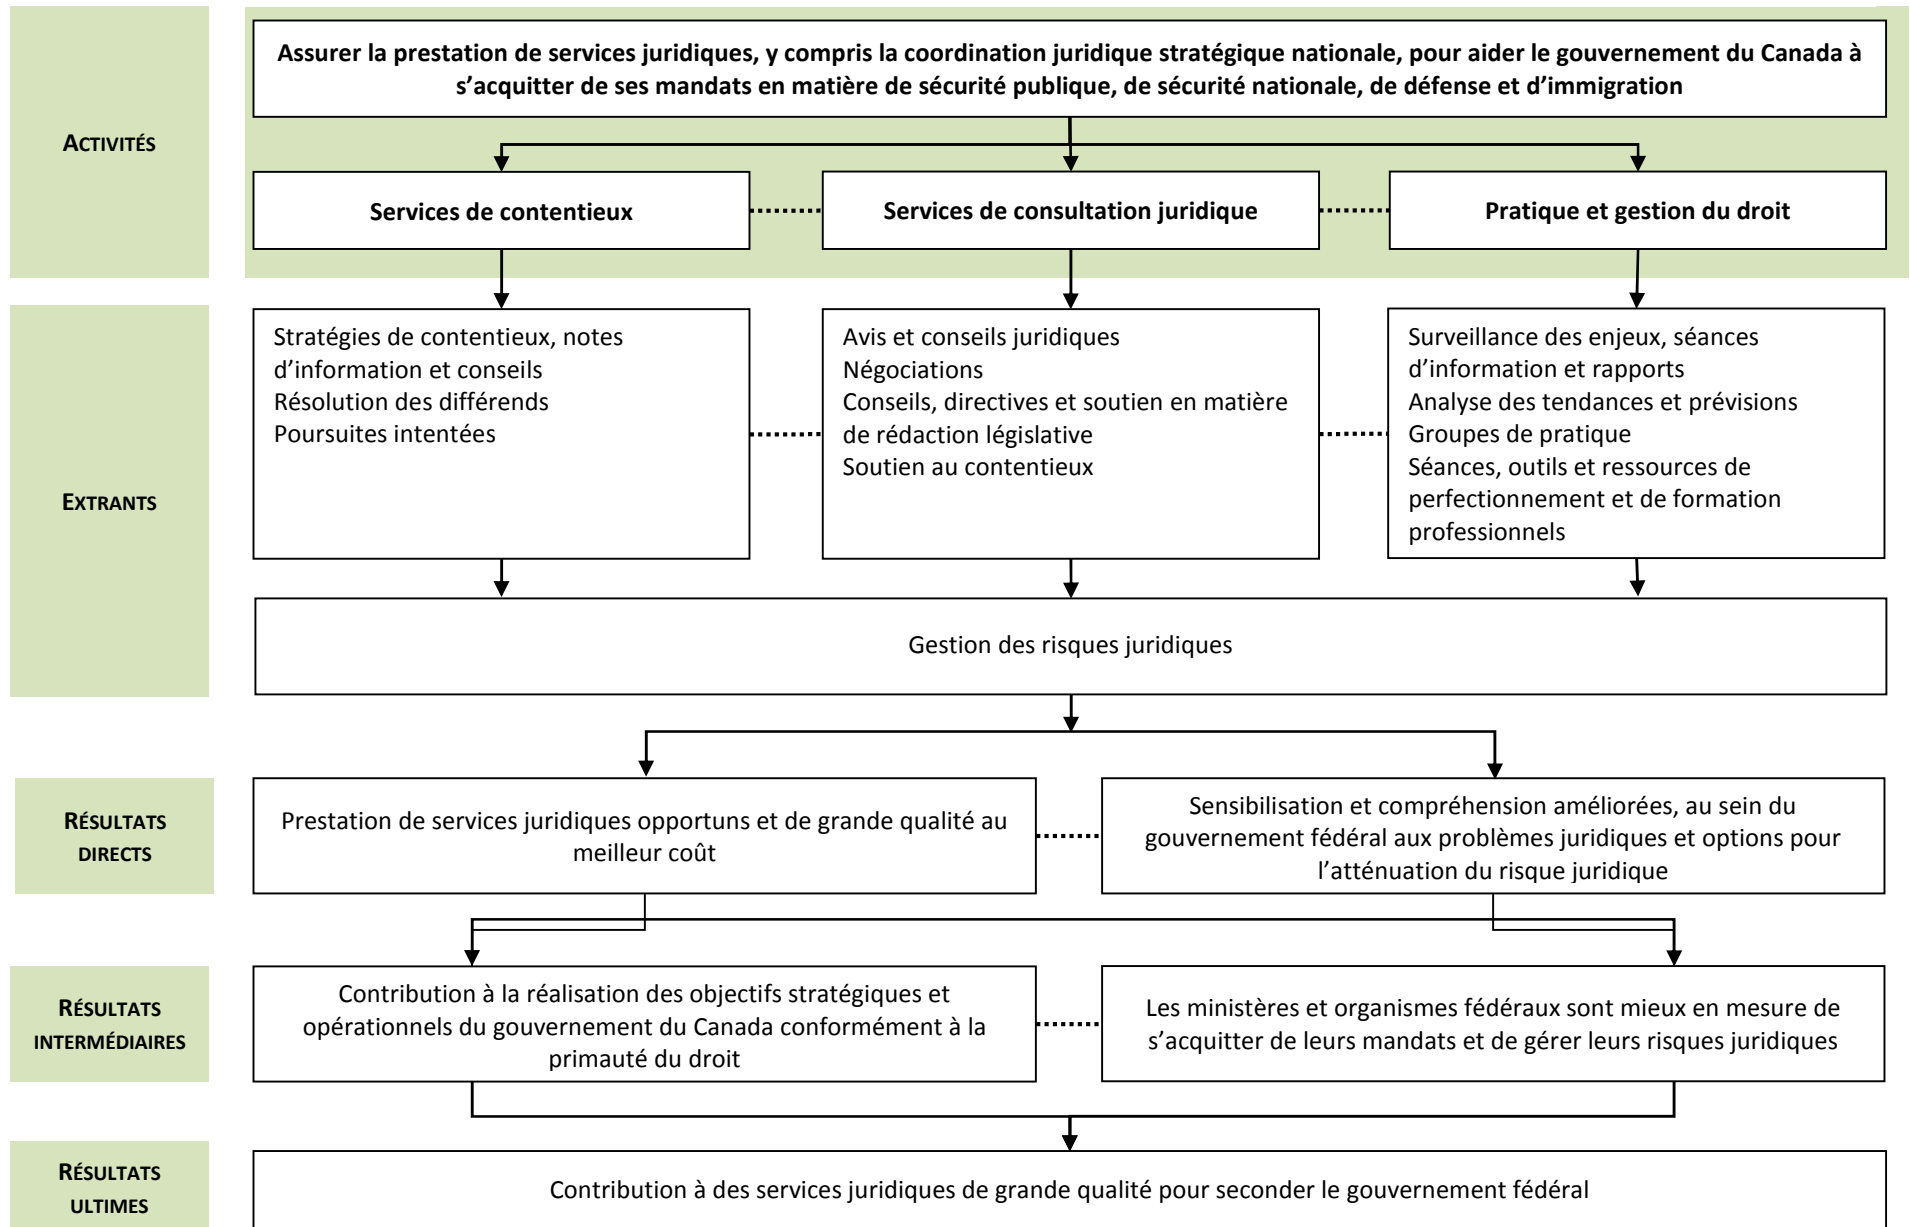 ACTIVITÉS
Assurer la prestation de services juridiques, y compris la coordination juridique stratégique nationale, pour aider le gouvernement du Canada à
s’acquitter de ses mandats en matière de sécurité publique, de sécurité nationale, de défense et d’immigration
Services de contentieux
Services de consultation juridique
Pratique et gestion du droit
EXTRANTS
Stratégies de contentieux, notes
d’information et conseils
Résolution des différends
Poursuites intentées
Avis et conseils juridiques
Négociations
Conseils, directives et soutien en matière
de rédaction législative
Soutien au contentieux
Surveillance des enjeux, séances
d’information et rapports
Analyse des tendances et prévisions
Groupes de pratique
Séances, outils et ressources de
perfectionnement et de formation
professionnels
Gestion des risques juridiques
RÉSULTATS
DIRECTS
Prestation de services juridiques opportuns et de grande qualité au
meilleur coût
Sensibilisation et compréhension améliorées, au sein du
gouvernement fédéral aux problèmes juridiques et options pour
l’atténuation du risque juridique
RÉSULTATS
INTERMÉDIAIRES
Contribution à la réalisation des objectifs stratégiques et
opérationnels du gouvernement du Canada conformément à la
primauté du droit
Les ministères et organismes fédéraux sont mieux en mesure de
s’acquitter de leurs mandats et de gérer leurs risques juridiques
RÉSULTATS
ULTIMES
Contribution à des services juridiques de grande qualité pour seconder le gouvernement fédéral